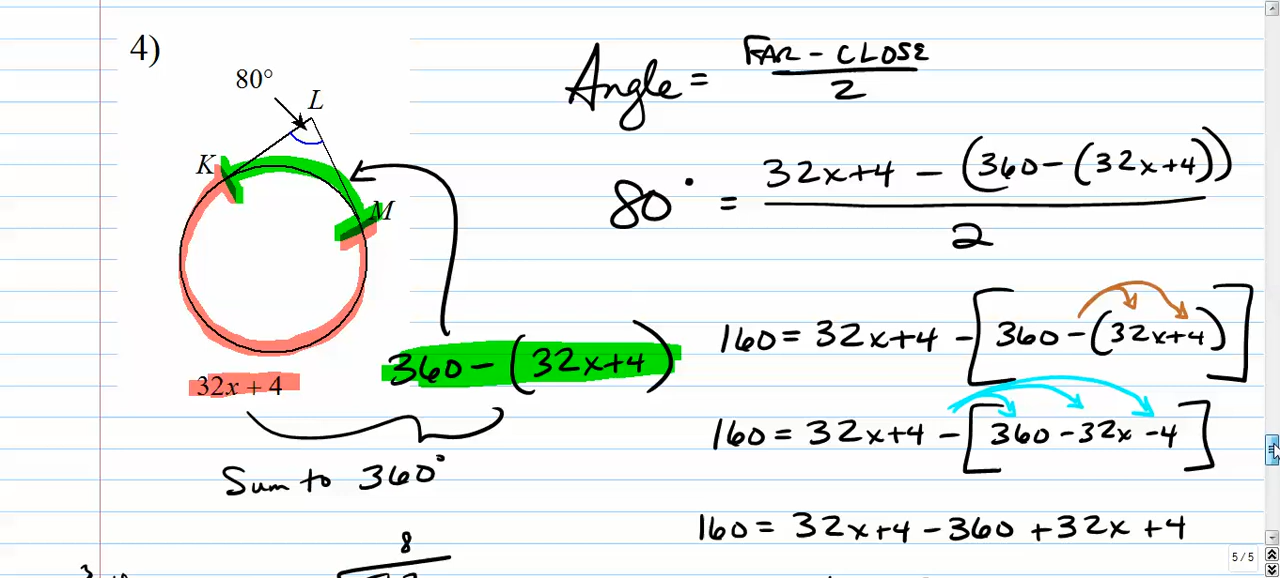 4)
Angle = FAR - CLOSE
2
80°
L
K
M
80° = 32x+4 - (360 - (32x+4))
2
160 = 32x+4 - [360 - (32x+4)]
360 - (32x+4)
32x + 4
160 = 32x+4 - [360 - 32x - 4]
Sum to 360°
160 = 32x+4 - 360 + 32x + 4
8
3
5/5